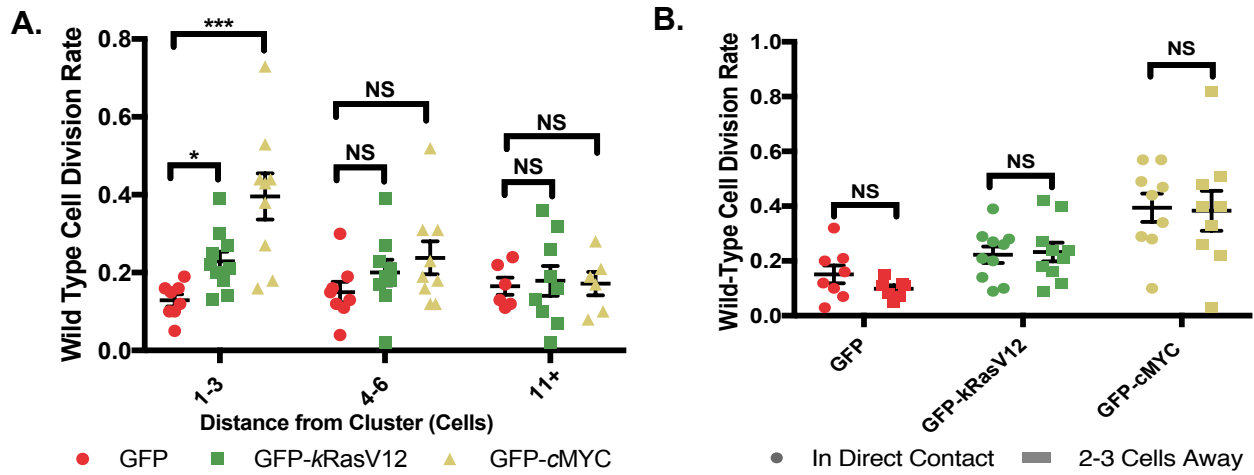 A.
Wild Type Cell Division Rate
0.8
0.6
0.4
0.2
0.0
***
*
NS
NS
NS
NS
1-3
4-6
11+
Distance from Cluster (Cells)
GFP
GFP-kRasV12
GFP-cMYC
B.
Wild-Type Cell Division Rate
1.0
0.8
0.6
0.4
0.2
0.0
NS
NS
NS
GFP
GFP-kRasV12
GFP-cMYC
In Direct Contact
2-3 Cells Away